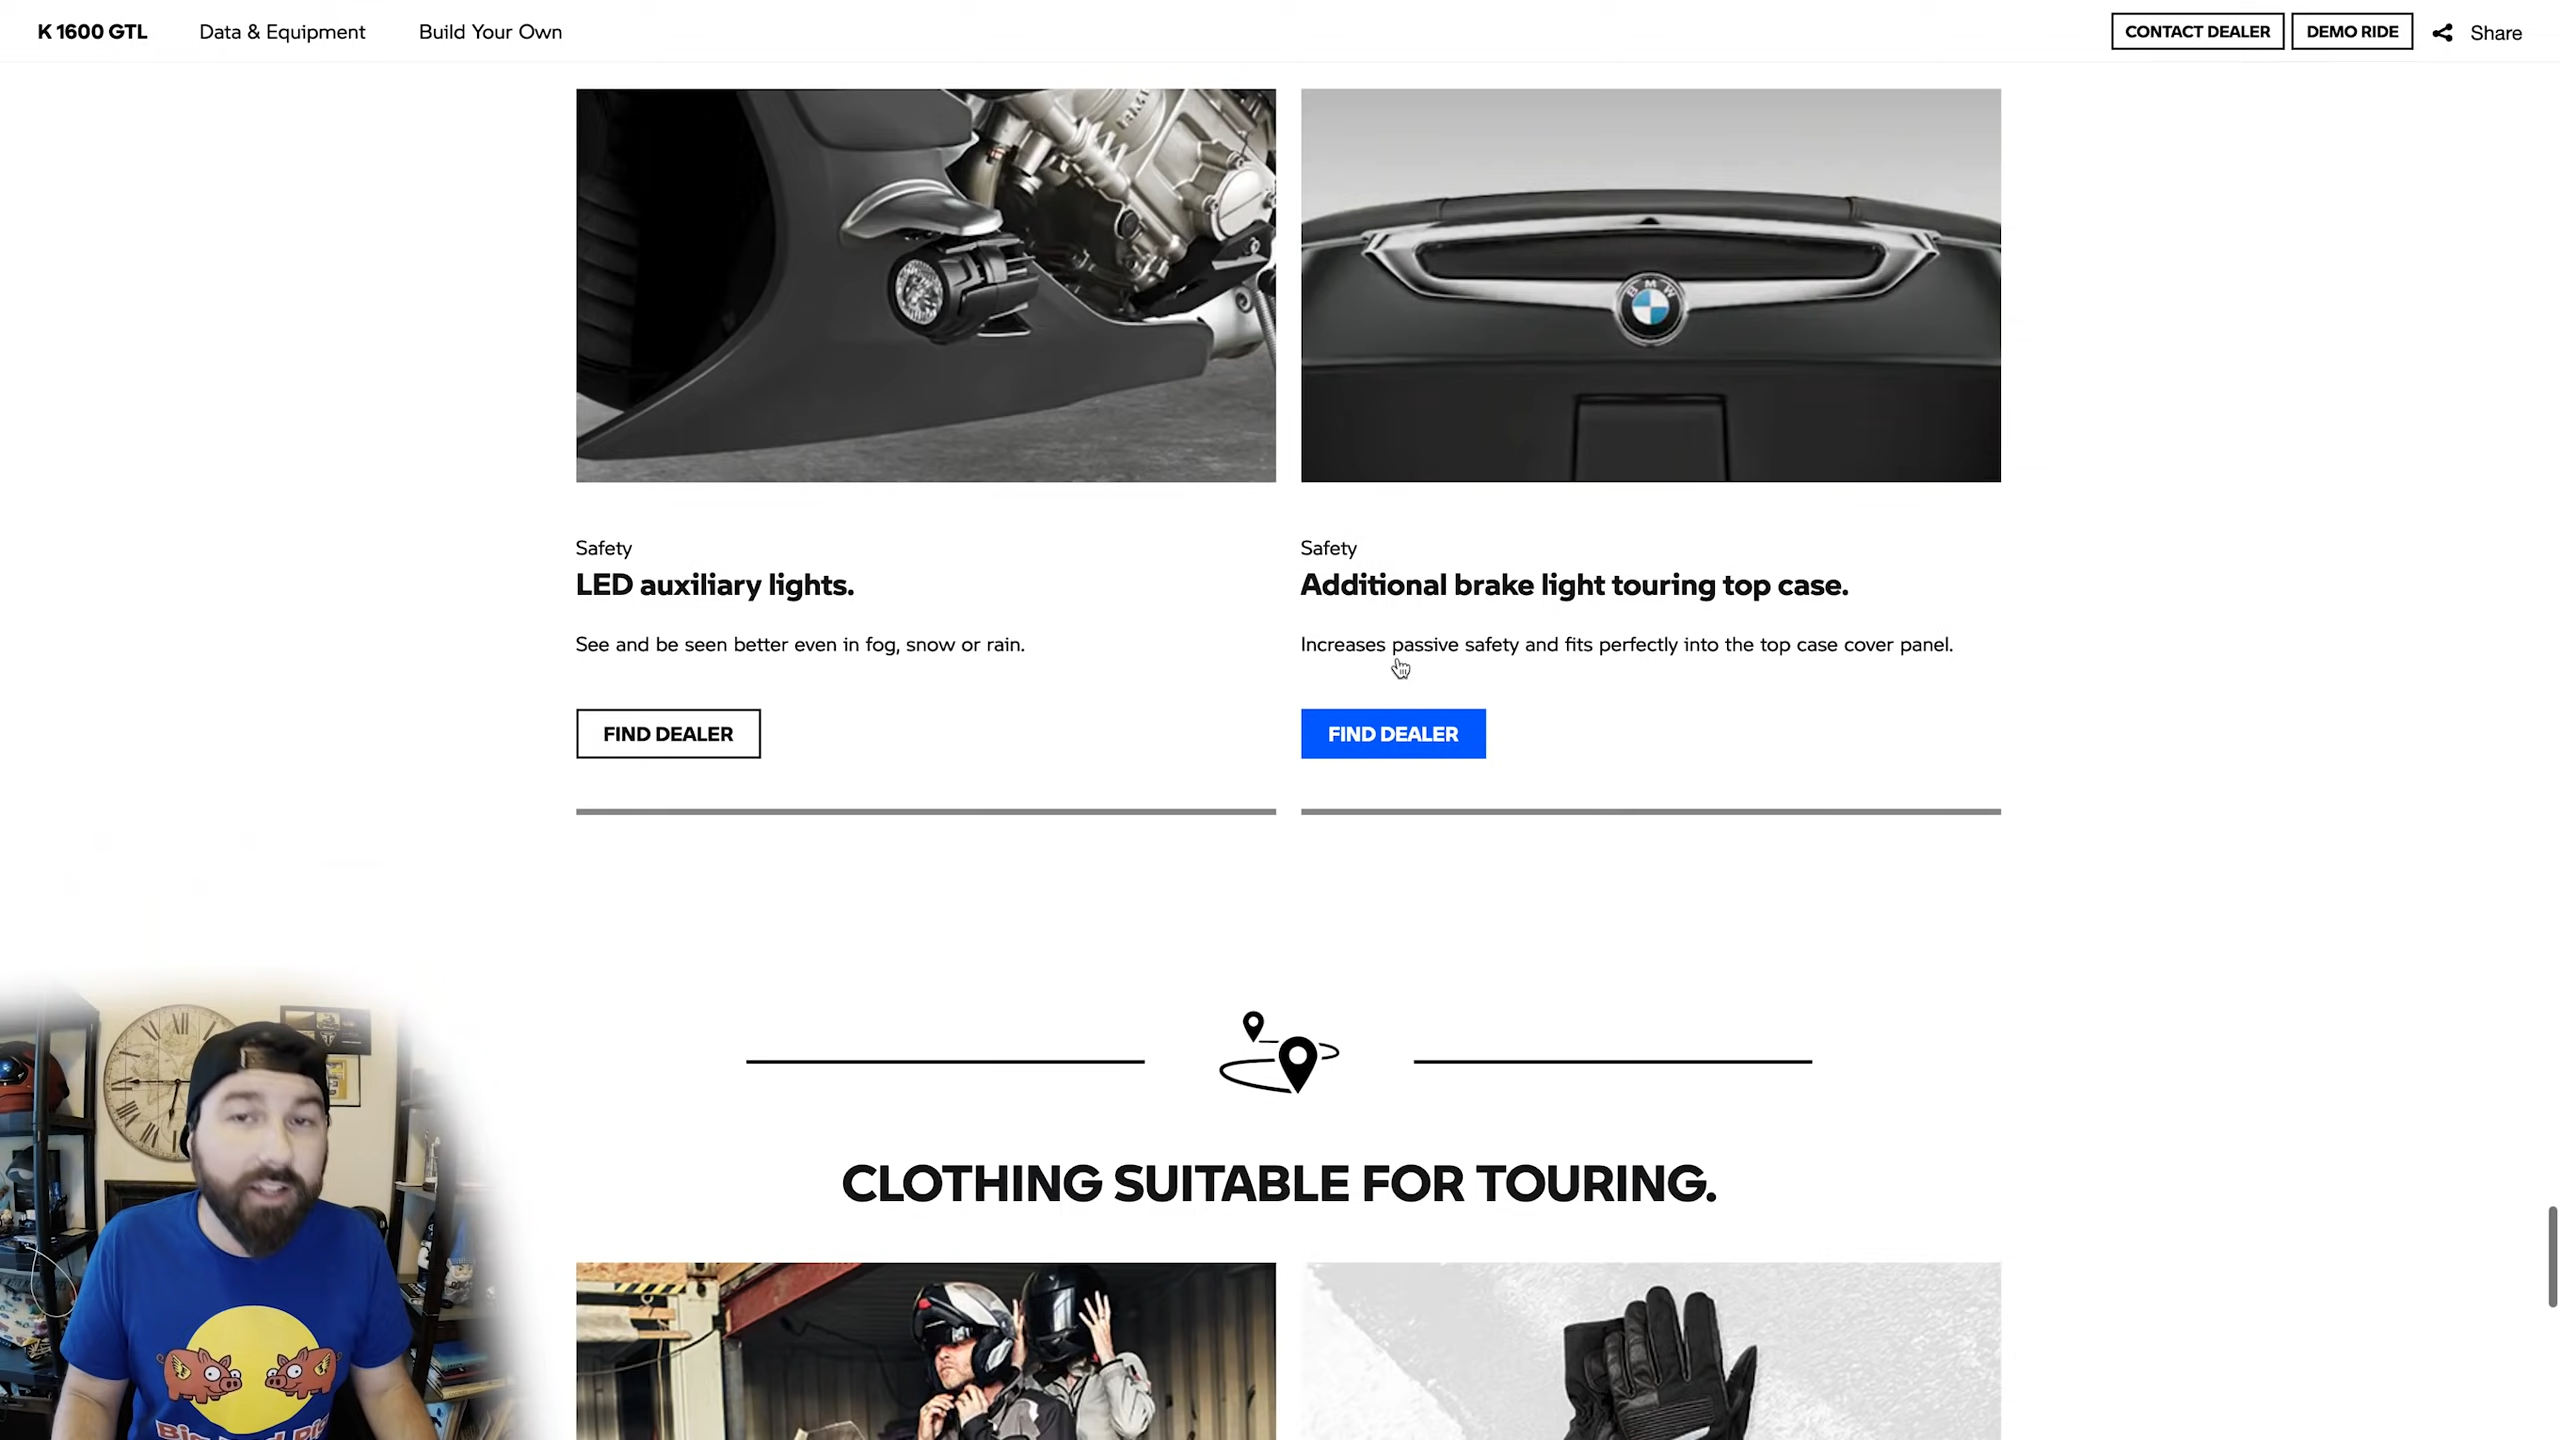 K 1600 GTL
Data & Equipment
Build Your Own
CONTACT DEALER
DEMO RIDE
Share
BMW
Safety
LED auxiliary lights.
See and be seen better even in fog, snow or rain.
FIND DEALER
Safety
Additional brake light touring top case.
Increases passive safety and fits perfectly into the top case cover panel.
FIND DEALER
CLOTHING SUITABLE FOR TOURING.